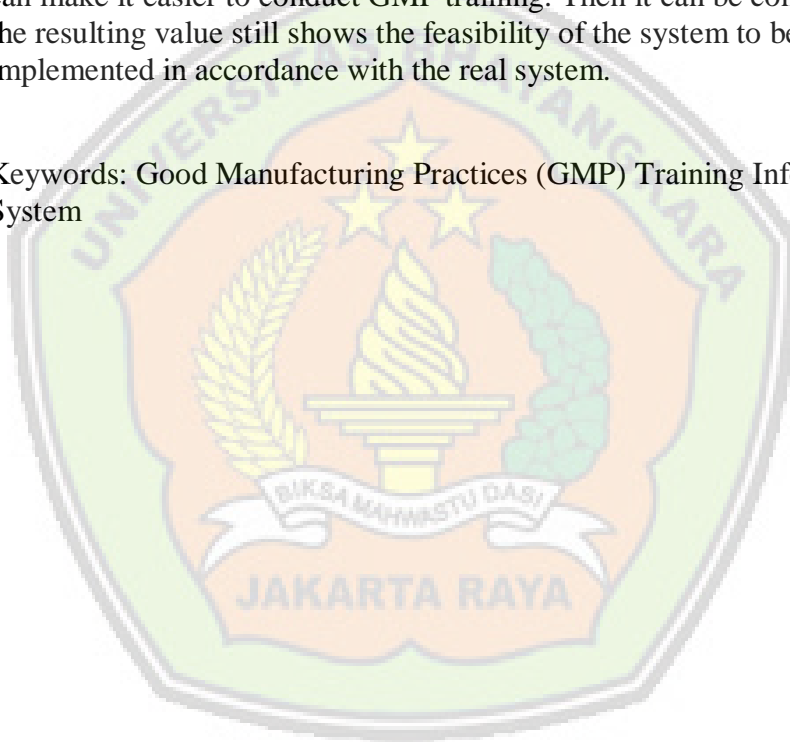 can make it easier to conduct GMP training. Then it can be
the resulting value still shows the feasibility of the system to be
implemented in accordance with the real system.
Keywords: Good Manufacturing Practices (GMP) Training
System
UNIVERSITAS BHAYANGKARA
BIKSA MAHWASTU DASI
JAKARTA RAYA